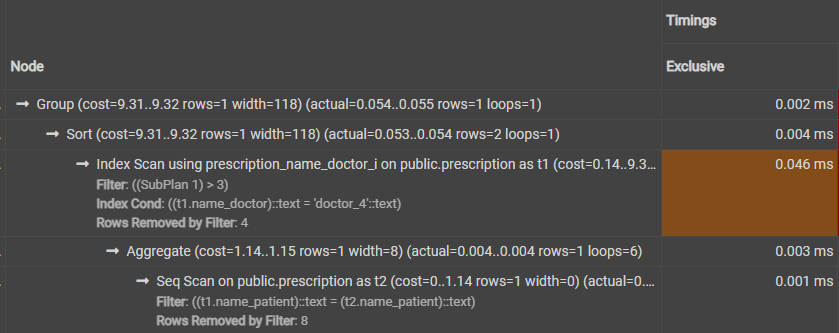 Timings
Node
Exclusive
Group (cost=9.31..9.32 rows=1 width=118) (actual=0.054..0.055 rows=1 loops=1)
0.002 ms
Sort (cost=9.31..9.32 rows=1 width=118) (actual=0.053..0.054 rows=2 loops=1)
0.004 ms
Index Scan using prescription_name_doctor_i on public.prescription as t1 (cost=0.14..9.3...
0.046 ms
Filter: ((SubPlan 1) > 3)
Index Cond: ((t1.name_doctor)::text = 'doctor_4'::text)
Rows Removed by Filter: 4
Aggregate (cost=1.14..1.15 rows=1 width=8) (actual=0.004..0.004 rows=1 loops=6)
0.003 ms
Seq Scan on public.prescription as t2 (cost=0..1.14 rows=1 width=0) (actual=0....
0.001 ms
Filter: ((t1.name_patient)::text = (t2.name_patient)::text)
Rows Removed by Filter: 8